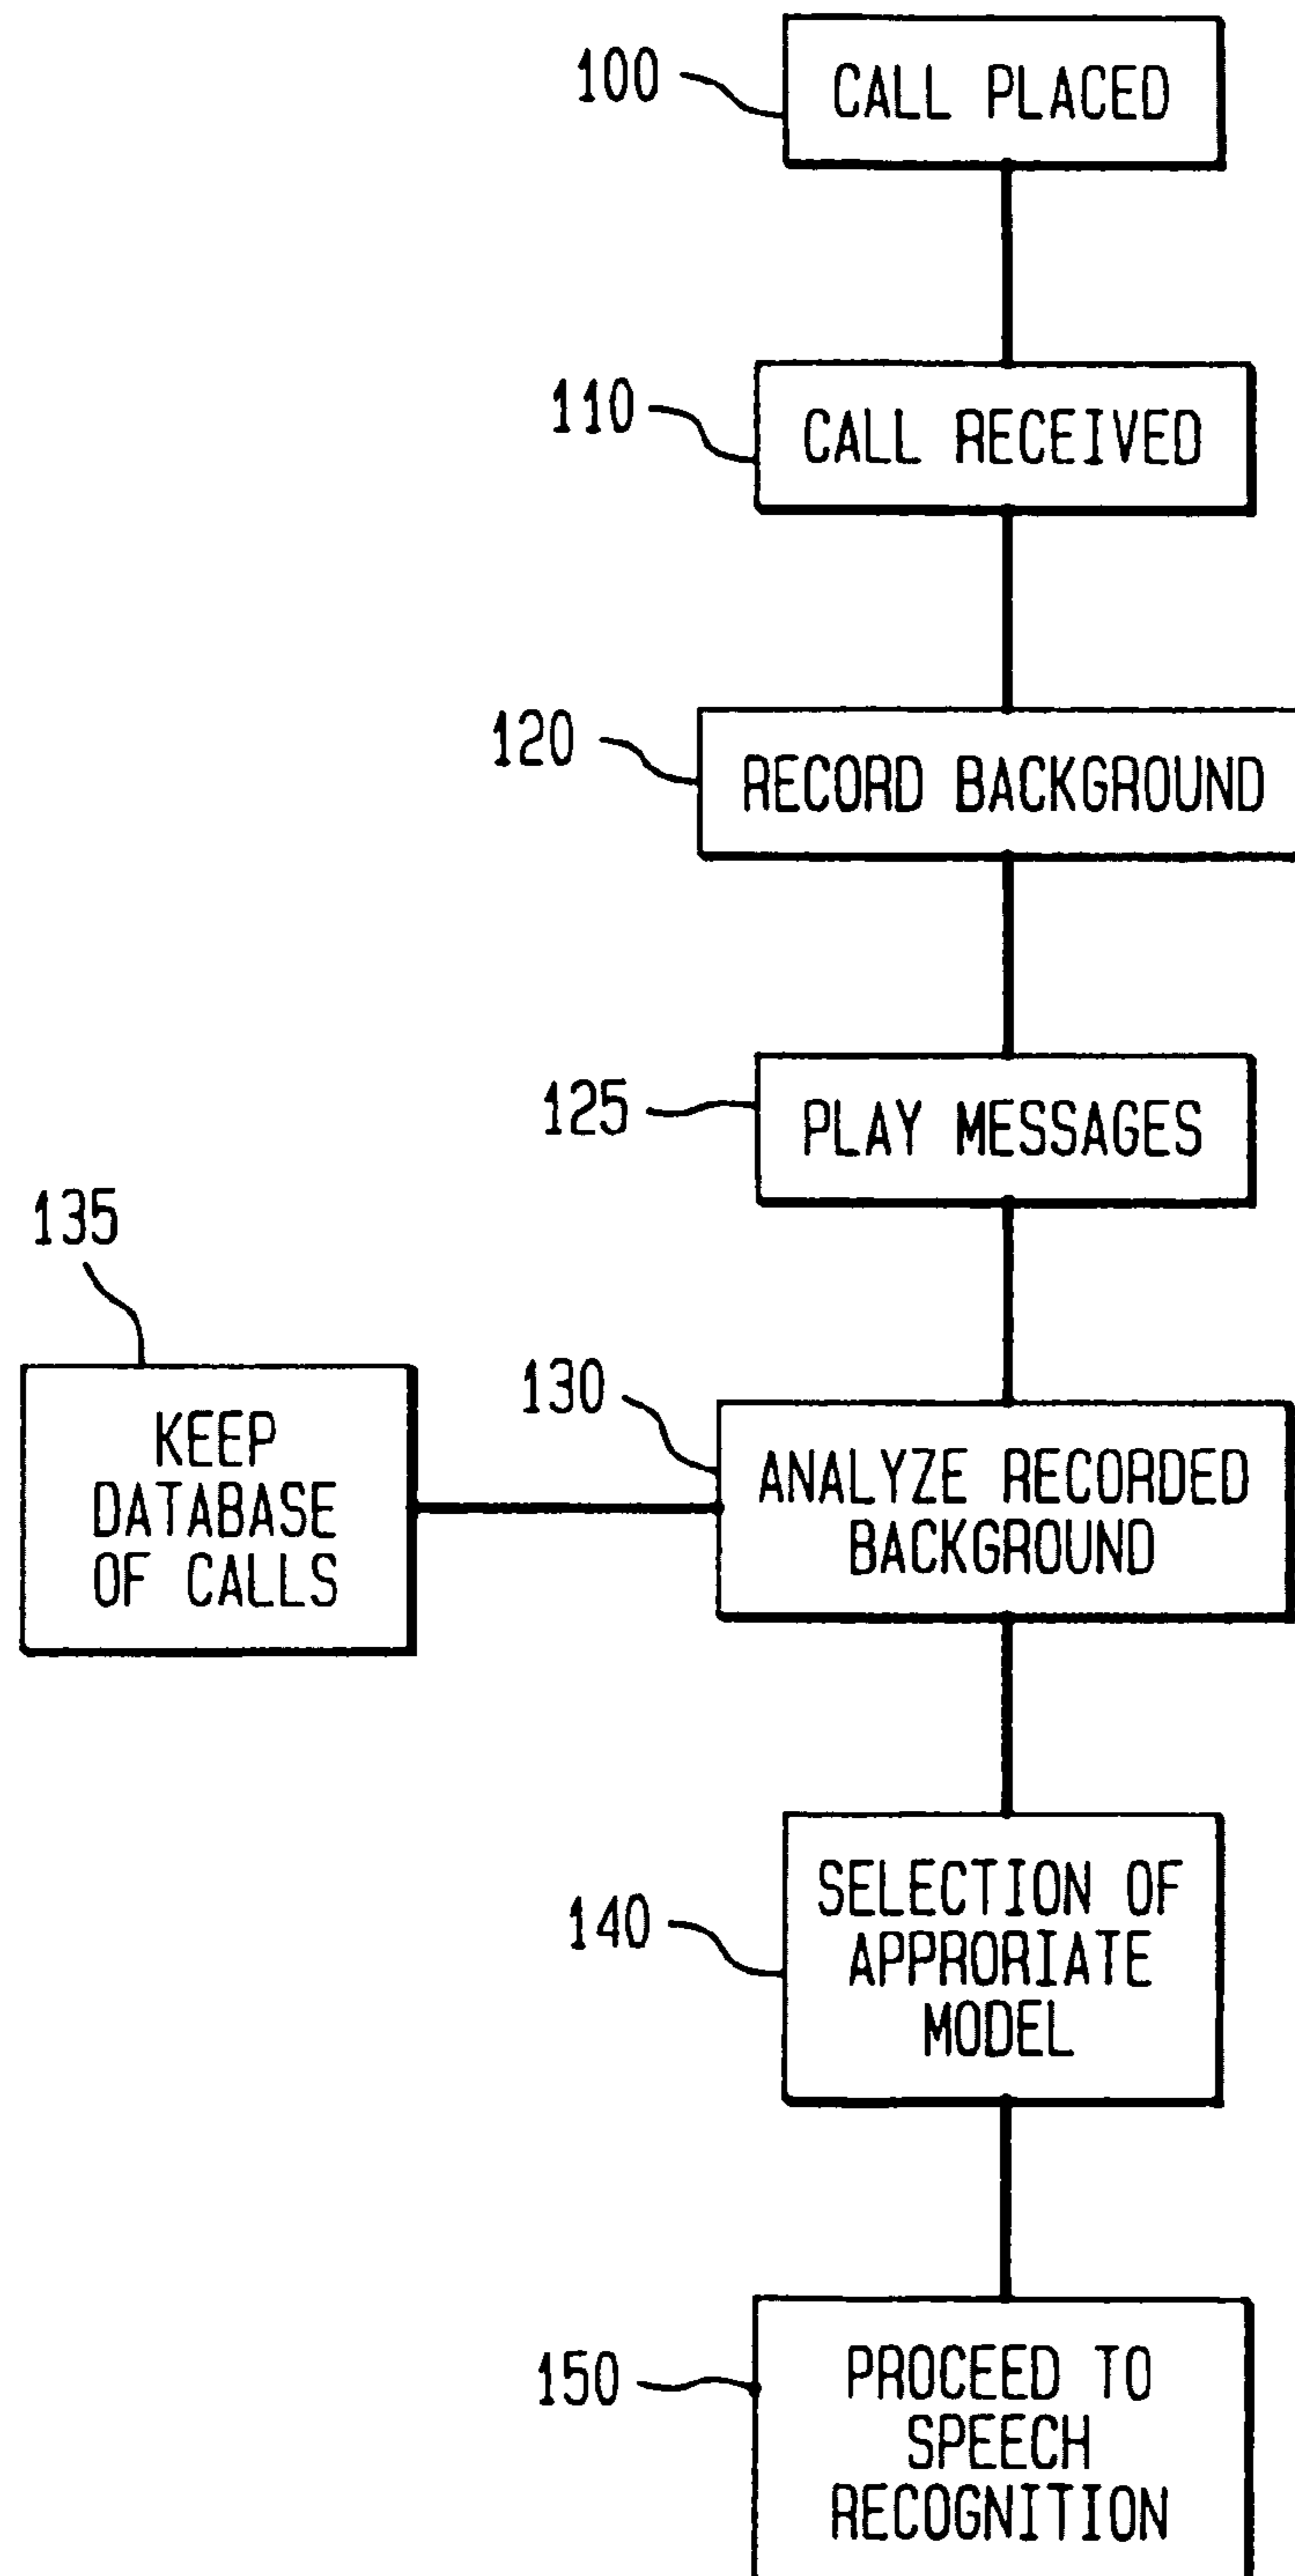 100
CALL PLACED
110
CALL RECEIVED
120
RECORD BACKGROUND
125
PLAY MESSAGES
135
KEEP
DATABASE
OF CALLS
130
ANALYZE RECORDED
BACKGROUND
140
SELECTION OF
APPRORIATE
MODEL
150
PROCEED TO
SPEECH
RECOGNITION